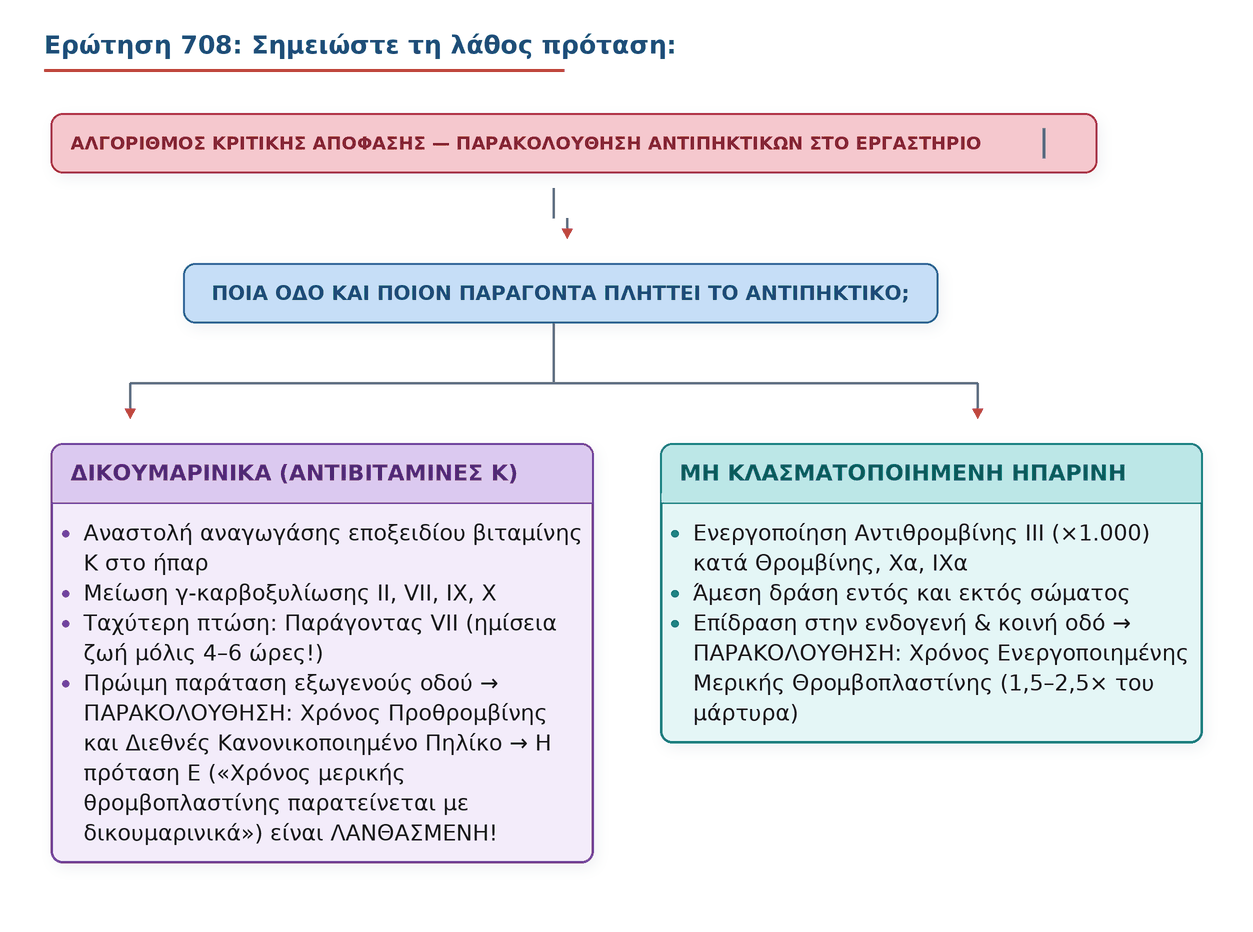 Ερώτηση 708: Σημειώστε τη λάθος πρόταση:
ΑΛΓΟΡΙΘΜΟΣ ΚΡΙΤΙΚΗΣ ΑΠΟΦΑΣΗΣ — ΠΑΡΑΚΟΛΟΥΘΗΣΗ ΑΝΤΙΠΗΚΤΙΚΩΝ ΣΤΟ ΕΡΓΑΣΤΗΡΙΟ
ΠΟΙΑ ΟΔΟ ΚΑΙ ΠΟΙΟΝ ΠΑΡΑΓΟΝΤΑ ΠΛΗΤΤΕΙ ΤΟ ΑΝΤΙΠΗΚΤΙΚΟ;
ΔΙΚΟΥΜΑΡΙΝΙΚΑ (ΑΝΤΙΒΙΤΑΜΙΝΕΣ Κ)
• Αναστολή αναγωγάσης εποξειδίου βιταμίνης
Κ στο ήπαρ
• Μείωση γ-καρβοξυλίωσης II, VII, IX, X
• Ταχύτερη πτώση: Παράγοντας VII (ημίσεια
ζωή μόλις 4–6 ώρες!)
• Πρώιμη παράταση εξωγενούς οδού →
ΠΑΡΑΚΟΛΟΥΘΗΣΗ: Χρόνος Προθρομβίνης
και Διεθνές Κανονικοποιημένο Πηλίκο → Η
πρόταση Ε («Χρόνος μερικής
θρομβοπλαστίνης παρατείνεται με
δικουμαρινικά») είναι ΛΑΝΘΑΣΜΕΝΗ!
ΜΗ ΚΛΑΣΜΑΤΟΠΟΙΗΜΕΝΗ ΗΠΑΡΙΝΗ
• Ενεργοποίηση Αντιθρομβίνης III (×1.000)
κατά Θρομβίνης, Χα, ΙΧα
• Άμεση δράση εντός και εκτός σώματος
• Επίδραση στην ενδογενή & κοινή οδό →
ΠΑΡΑΚΟΛΟΥΘΗΣΗ: Χρόνος Ενεργοποιημένης
Μερικής Θρομβοπλαστίνης (1,5–2,5× του
μάρτυρα)